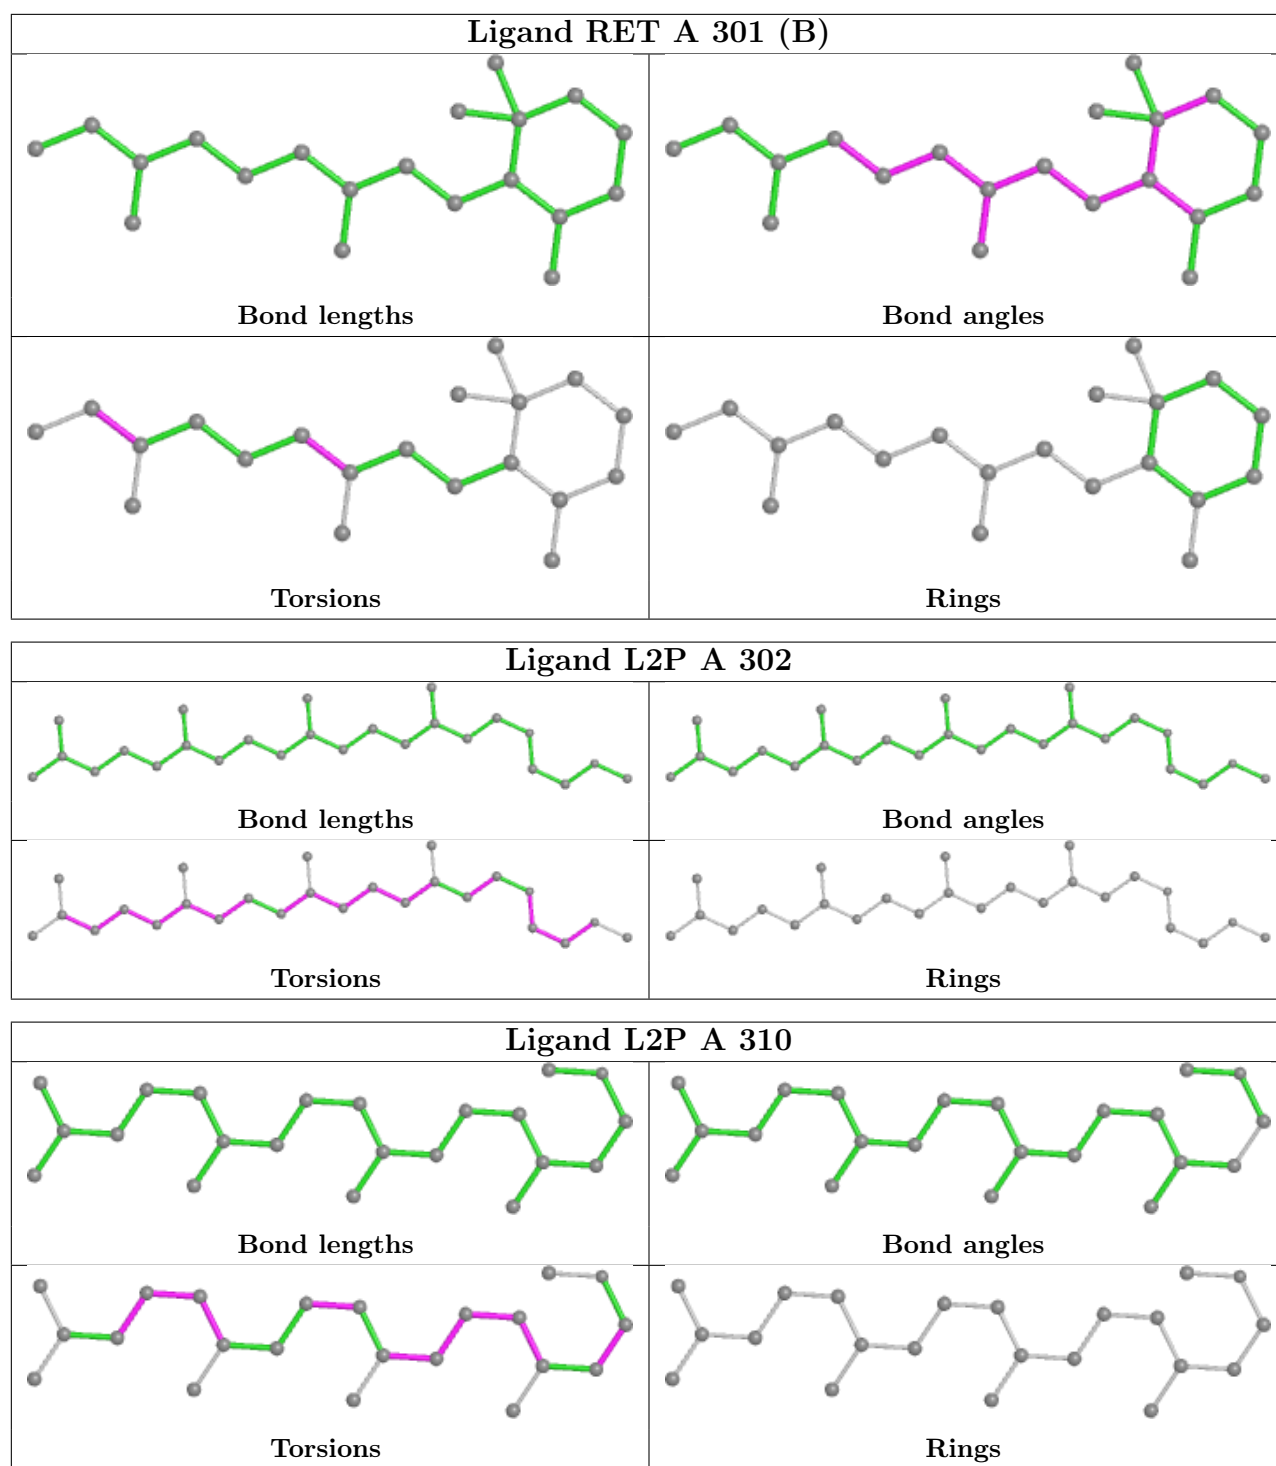 Ligand RET A 301 (B)
Bond lengths
Bond angles
Torsions
Rings
Ligand L2P A 302
Bond lengths
Bond angles
Torsions
Rings
Ligand L2P A 310
Bond lengths
Bond angles
Torsions
Rings